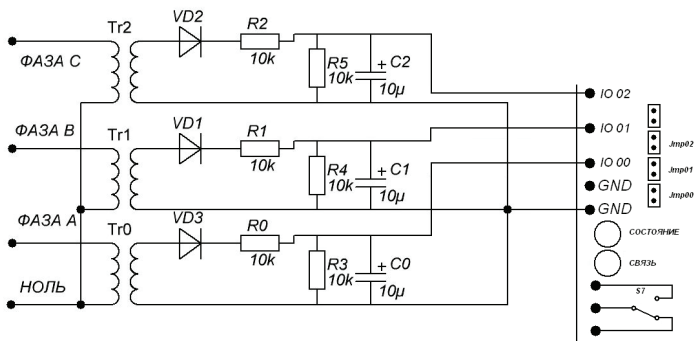 Tr2
VD2
R2
10k
ФАЗА C
R5
10k
C2
10µ
IO 02
ФАЗА B
Tr1
VD1
R1
10k
R4
10k
C1
10µ
IO 01
Jmp02
IO 00
Jmp01
GND
Jmp00
GND
ФАЗА A
Tr0
VD3
R0
10k
R3
10k
C0
10µ
СОСТОЯНИЕ
СВЯЗЬ
НОЛЬ
S7